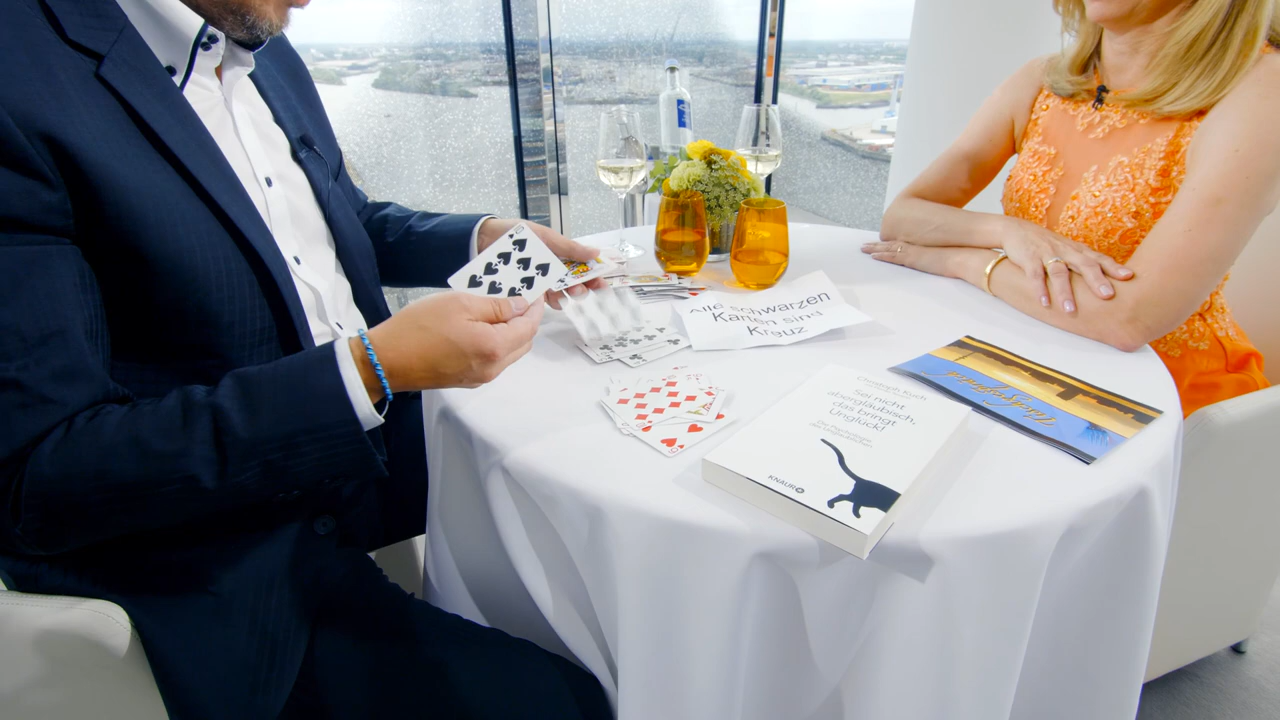 Alle schwarzen
Karten sind
Kreuz
Christoph Koch
Sei nicht
abergläubisch,
das bringt
Unglück!
KNAUR